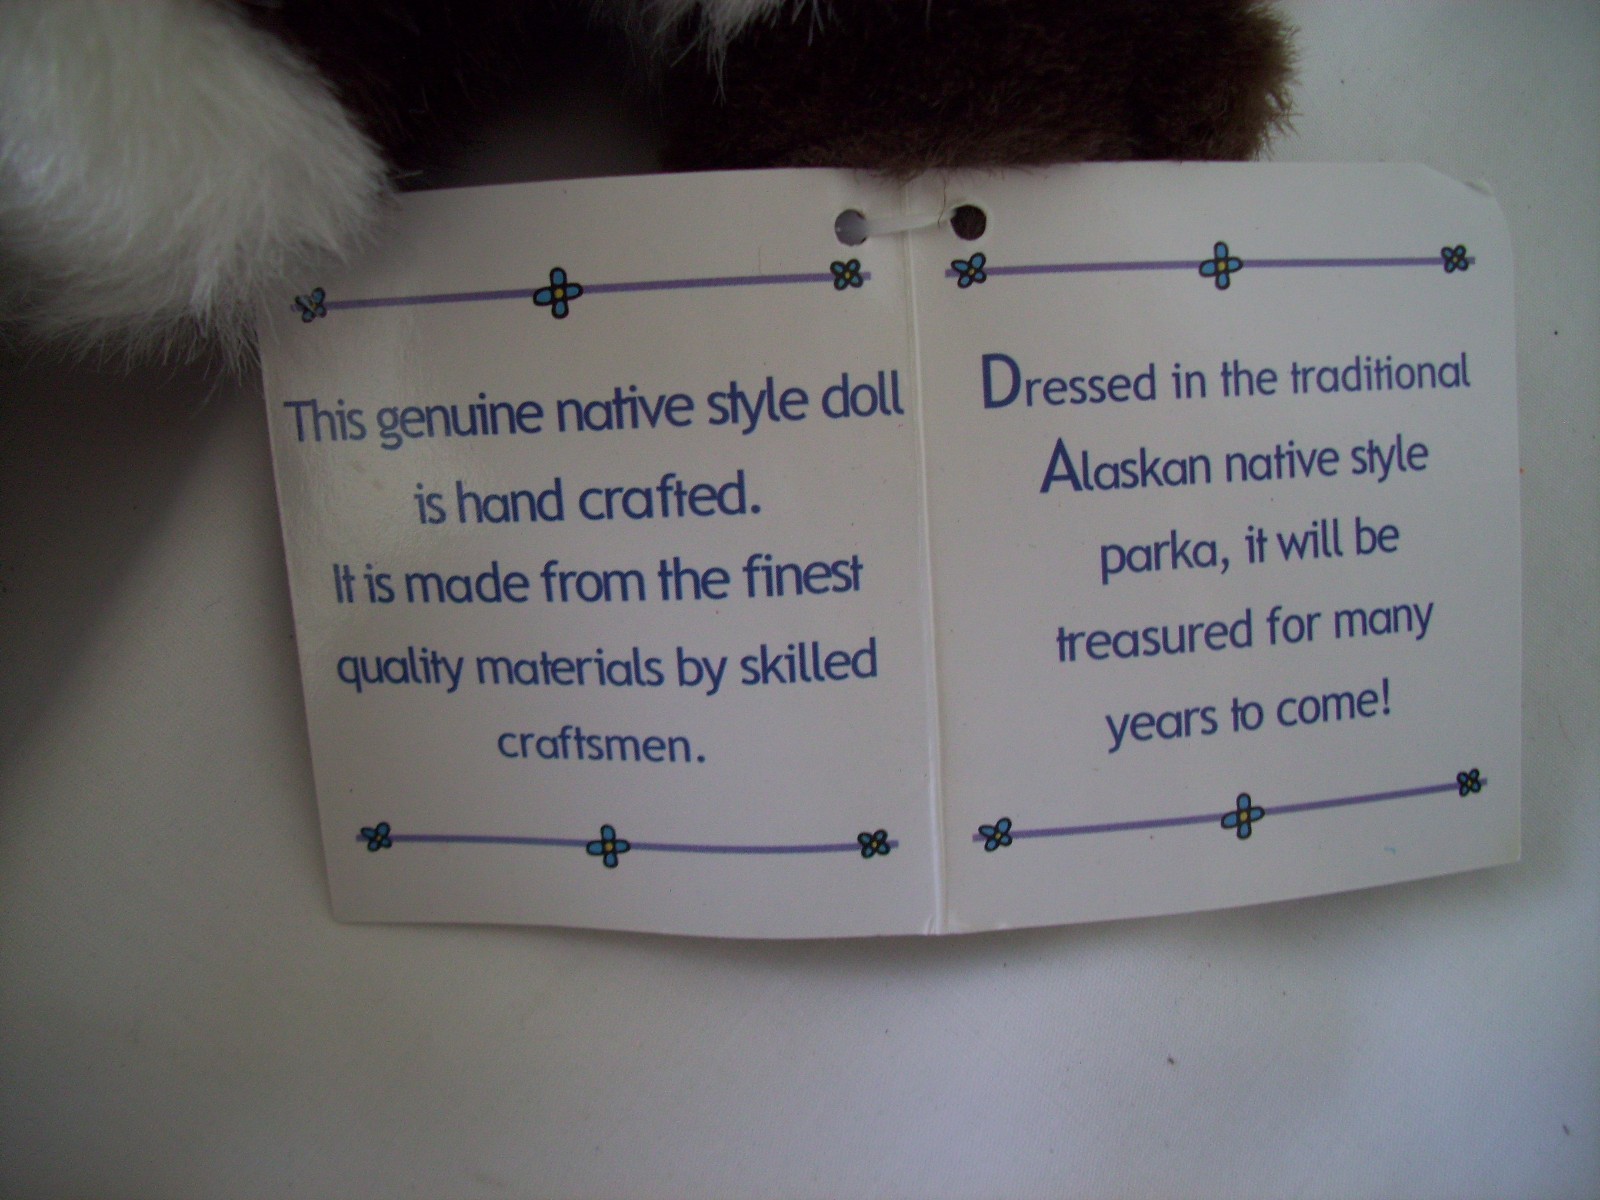 This genuine native style doll
is hand crafted.
It is made from the finest
quality materials by skilled
craftsmen.
Dressed in the traditional
Alaskan native style
parka, it will be
treasured for many
years to come!